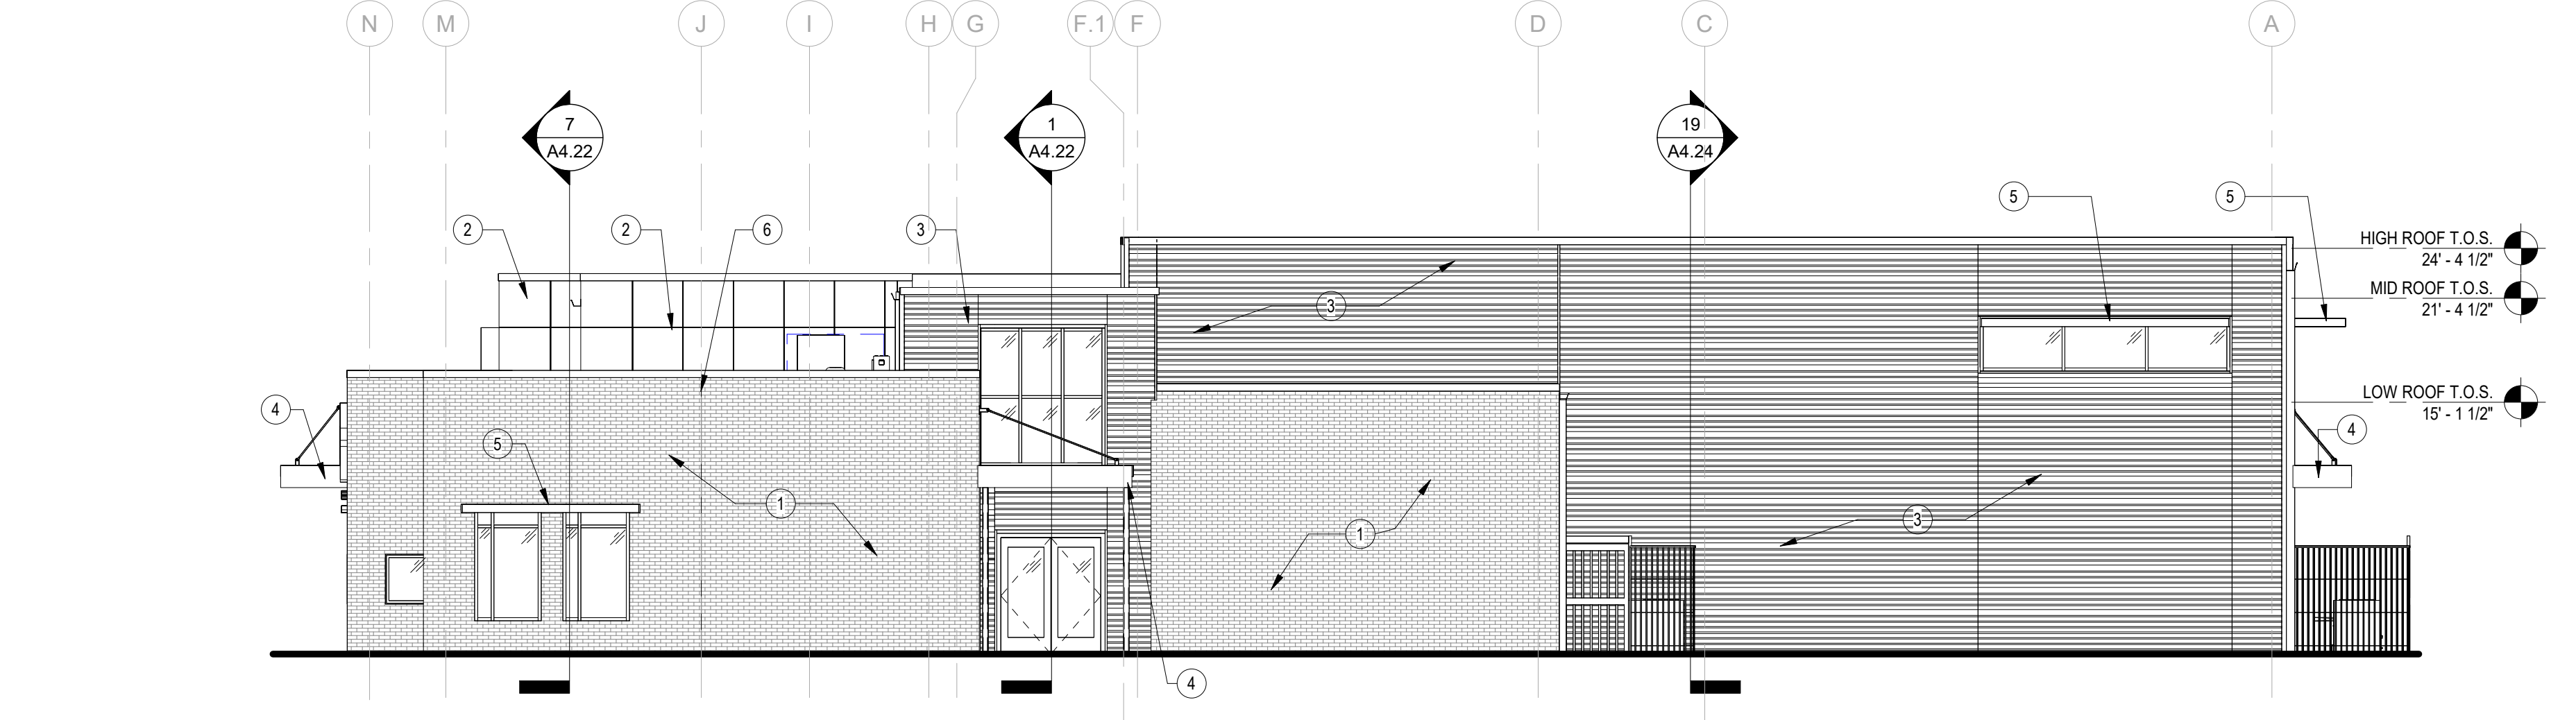 N M J I H G F.1 F D C A
7
A4.22
1
A4.22
19
A4.24
5 5
2 2 6 3
HIGH ROOF T.O.S.
24' - 4 1/2"
MID ROOF T.O.S.
21' - 4 1/2"
3
LOW ROOF T.O.S.
15' - 1 1/2"
4
4
5
1
3
1
4